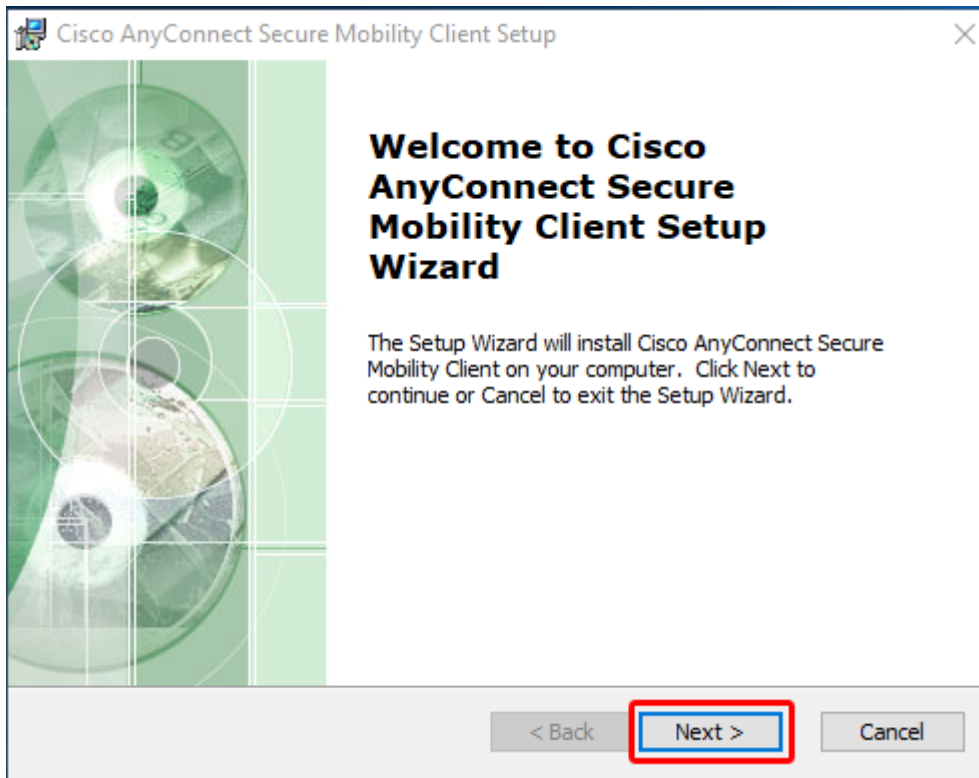 Cisco AnyConnect Secure Mobility Client Setup
Welcome to Cisco
AnyConnect Secure
Mobility Client Setup
Wizard
The Setup Wizard will install Cisco AnyConnect Secure
Mobility Client on your computer.  Click Next to
continue or Cancel to exit the Setup Wizard.
< Back
Next >
Cancel